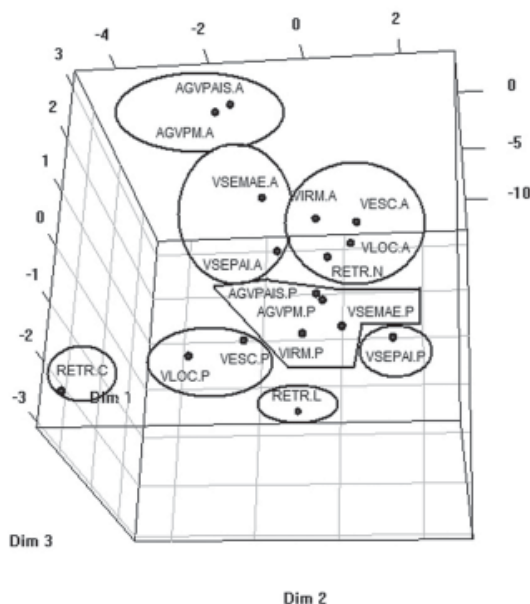 -4 -2 0 2
3
2
1
0
-1
-2
-3
0
-5
-10
AGVPAIS.A
AGVPM.A
VSEMAE.A
VIRM.A
VESC.A
VLOC.A
VSEPAI.A
RETR.N
AGVPAIS.P
AGVPM.P
VSEMAE.P
VIRM.P
VSEPAI.P
VESC.P
VLOC.P
RETR.C
RETR.L
Dim 1
Dim 3
Dim 2